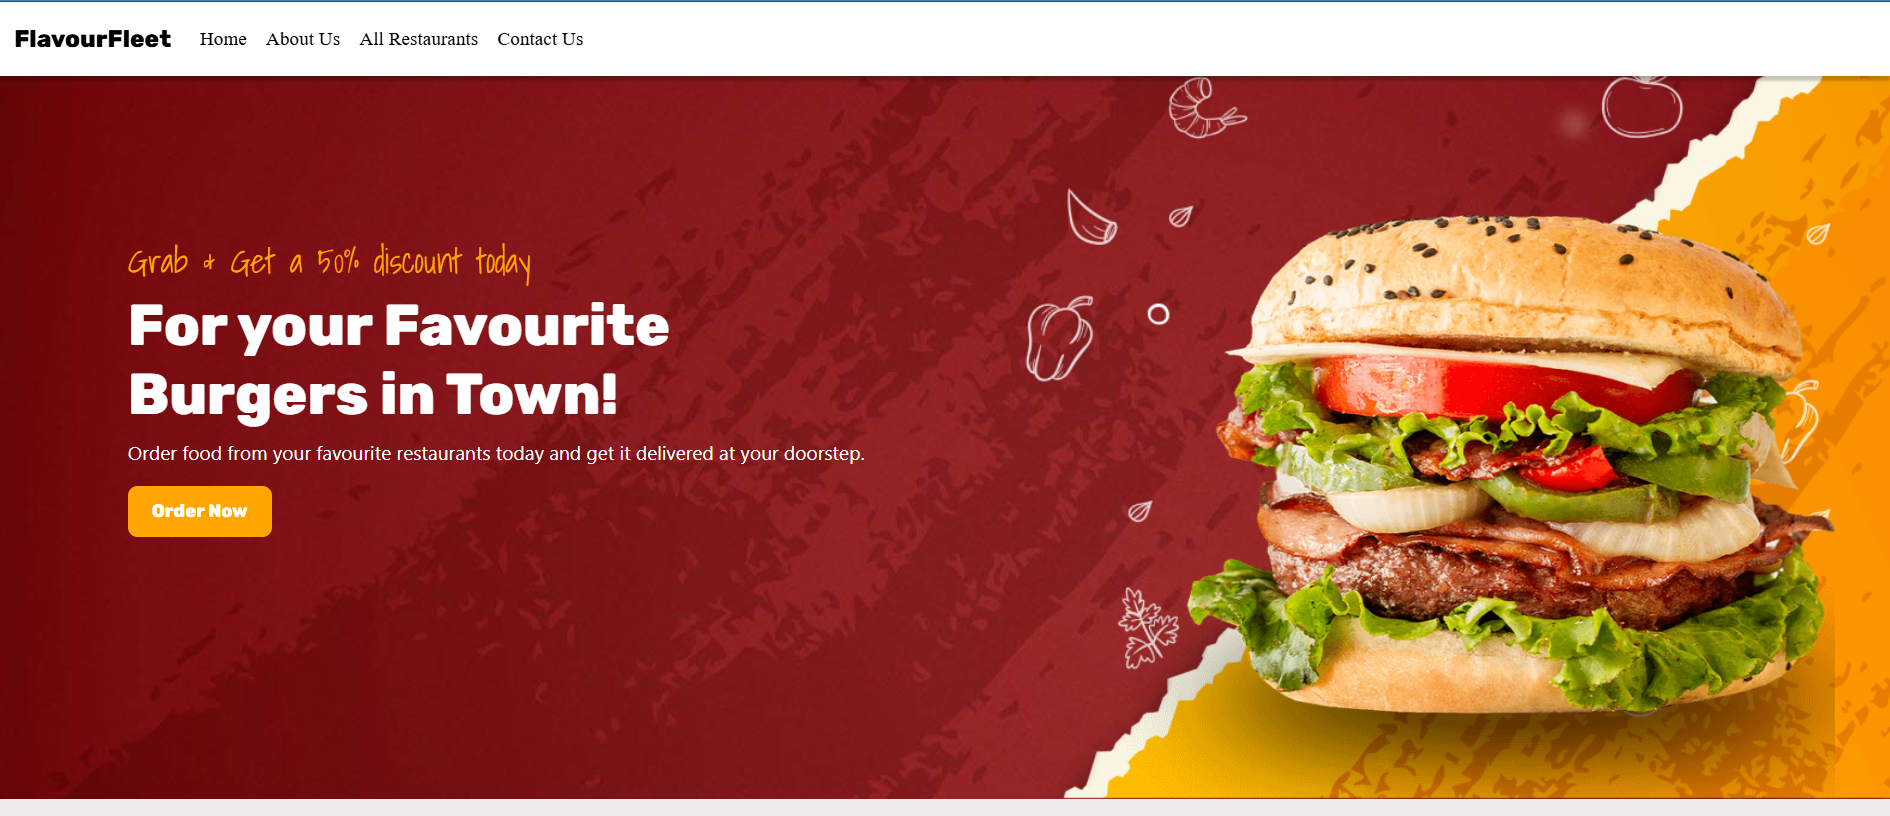 FlavourFleet Home About Us All Restaurants Contact Us
Grab & Get a 50% discount today
For your Favourite
Burgers in Town!
Order food from your favourite restaurants today and get it delivered at your doorstep.
Order Now